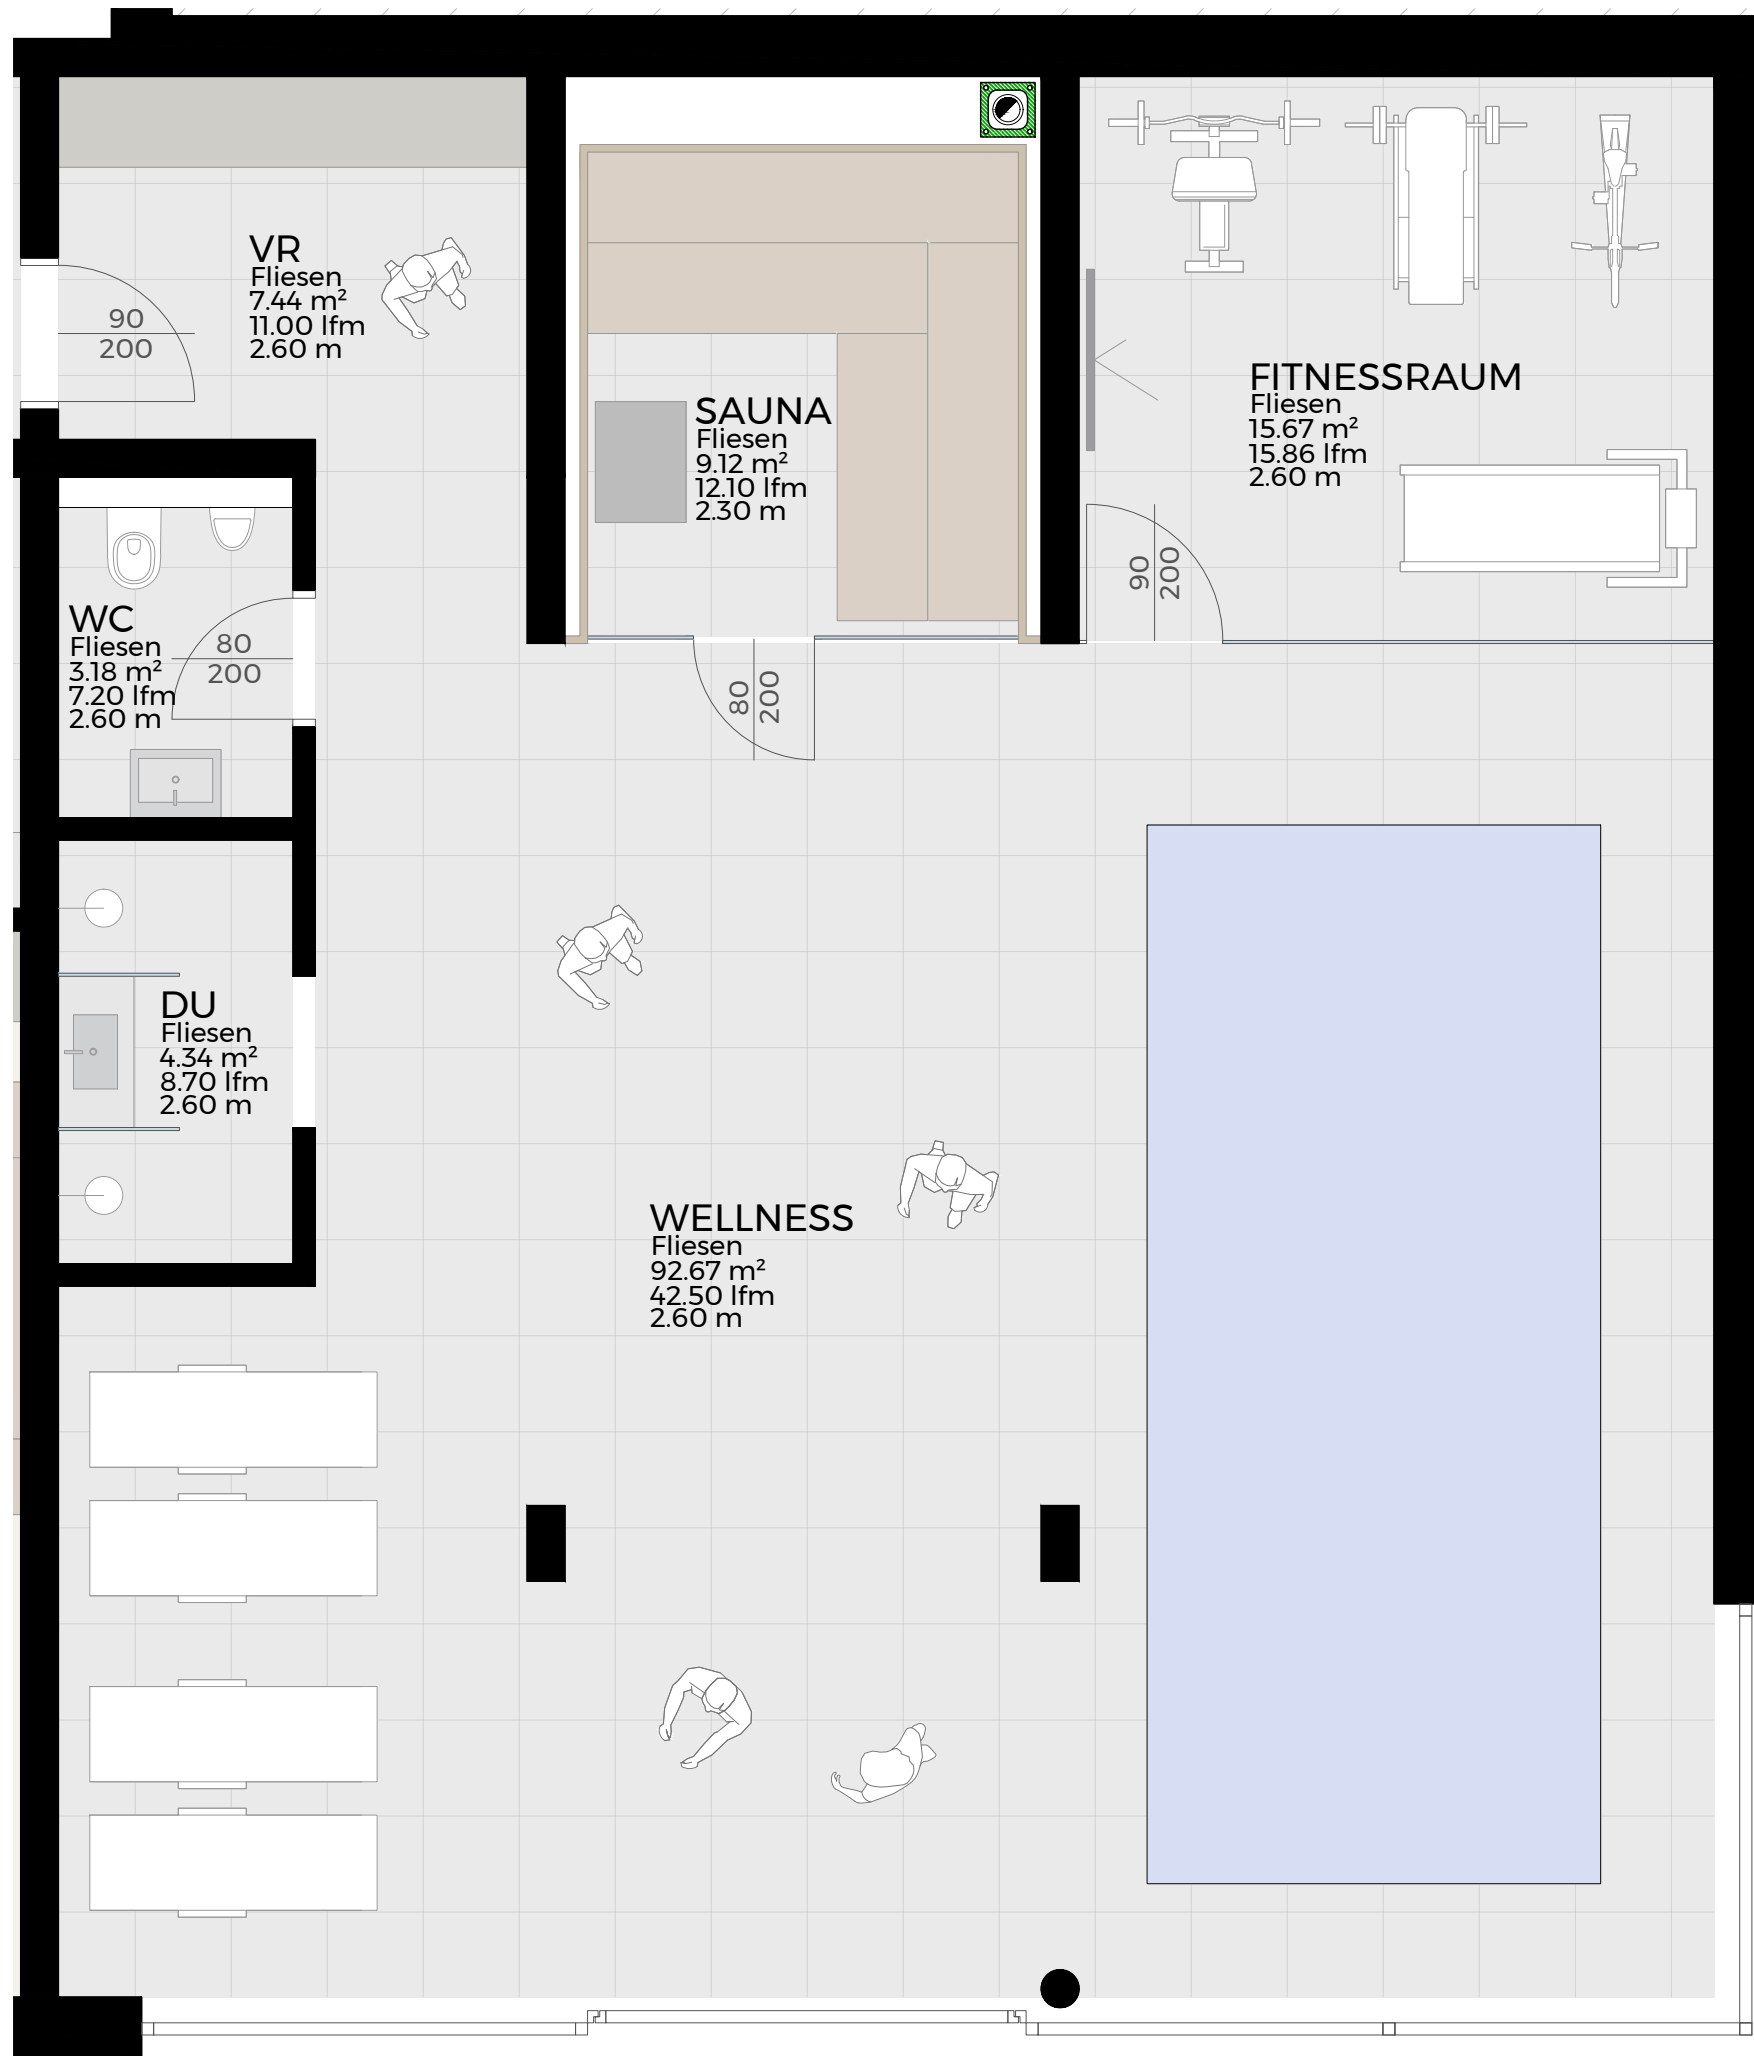 VR
Fliesen
7.44 m²
11.00 lfm
2.60 m
90
200
SAUNA
Fliesen
9.12 m²
12.10 lfm
2.30 m
FITNESSRAUM
Fliesen
15.67 m²
15.86 lfm
2.60 m
90
200
WC
Fliesen
3.18 m²
7.20 lfm
2.60 m
80
200
80
200
DU
Fliesen
4.34 m²
8.70 lfm
2.60 m
WELLNESS
Fliesen
92.67 m²
42.50 lfm
2.60 m